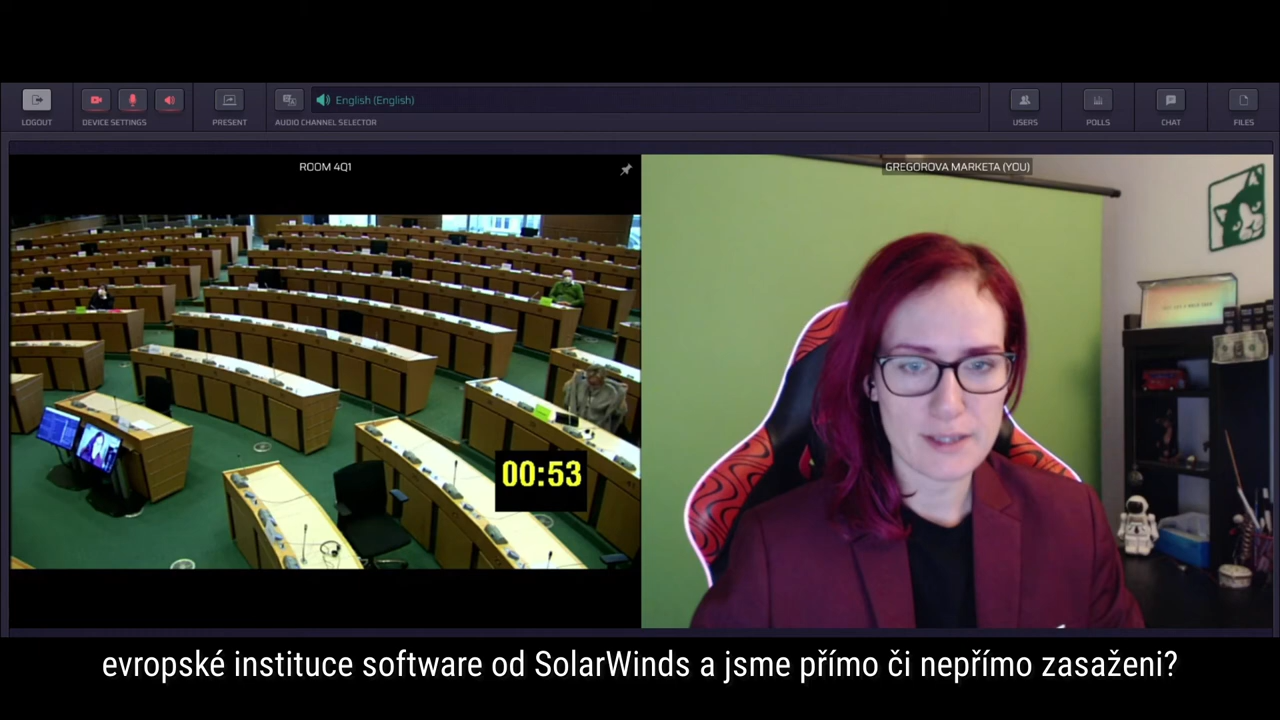 LOGOUT
DEVICE SETTINGS
PRESENT
English (English)
AUDIO CHANNEL SELECTOR
USERS
POLLS
CHAT
FILES
ROOM 4Q1
GREGOROVA MARKETA (YOU)
00:53
evropské instituce software od SolarWinds a jsme přímo či nepřímo zasaženi?